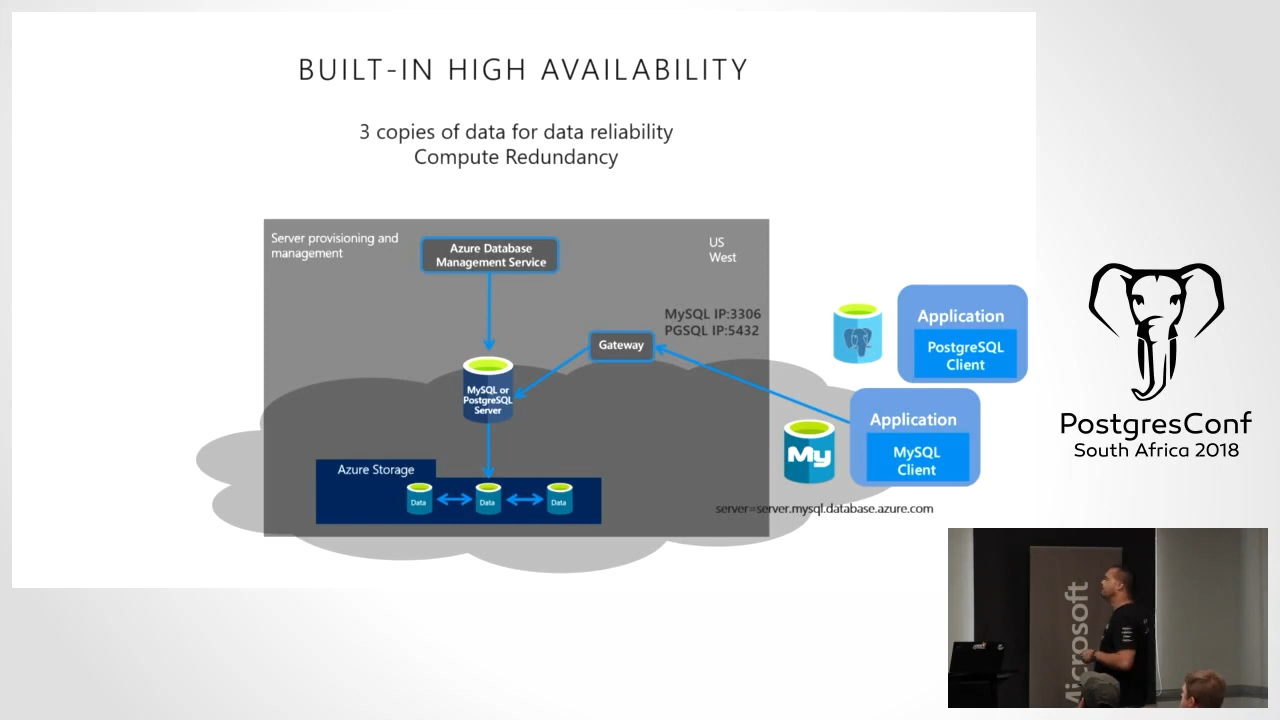 BUILT-IN HIGH AVAILABILITY
3 copies of data for data reliability
Compute Redundancy
Server provisioning and
management
Azure Database
Management Service
US
West
MySQL IP:3306
PGSQL IP:5432
Gateway
MySQL or
PostgreSQL
Server
Azure Storage
Data
Data
Data
Application
PostgreSQL
Client
Application
MySQL
Client
My
server=server.mysql.database.azure.com
PostgresConf
South Africa 2018
Microsoft